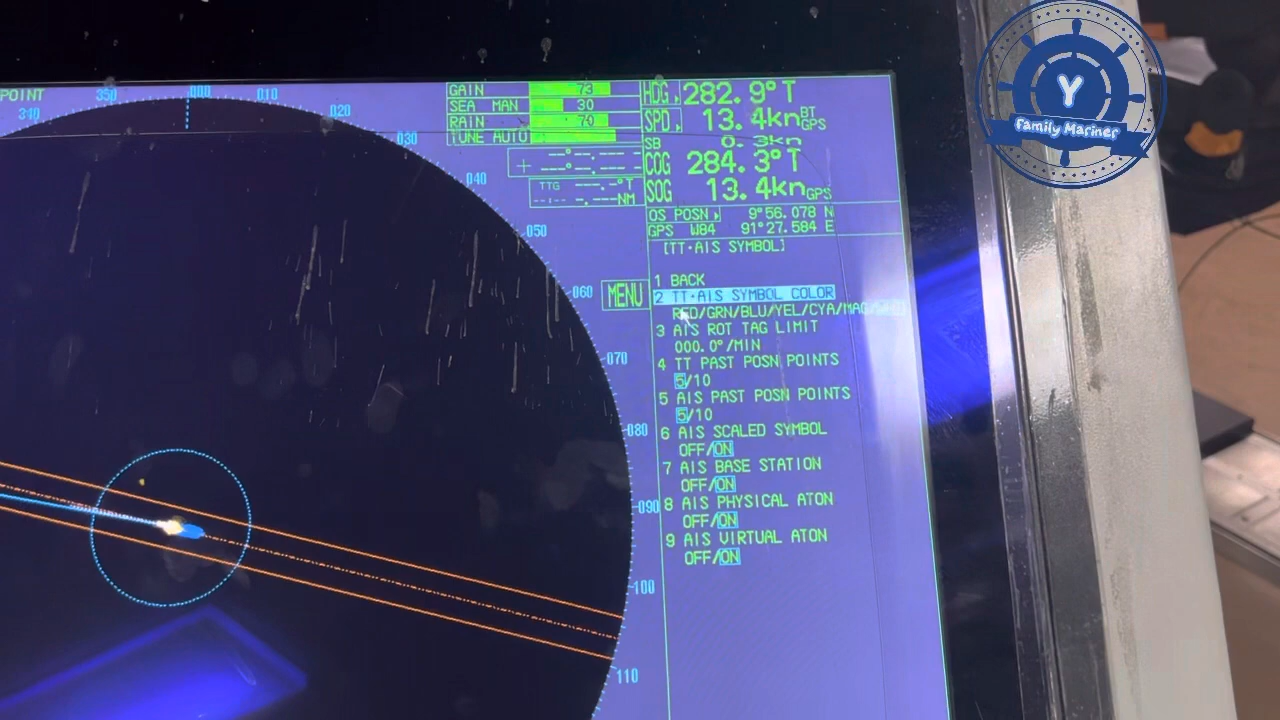 POINT
340
350
000
010
020
030
040
050
060
070
080
090
100
110
GAIN 73
SEA MAN 30
RAIN 70
TUNE AUTO
HDG 282.9°T
SPD 13.4kn BT GPS
SB 0.3kn
COG 284.3°T
SOG 13.4kn GPS
+ ---°--.--- --
---°--.--- --
TTG ---.-°T
--:-- -.---NM
OS POSN 9°56.078 N
GPS W84 91°27.584 E
[TT·AIS SYMBOL]
MENU
1 BACK
2 TT·AIS SYMBOL COLOR
RED/GRN/BLU/YEL/CYA/MAG/WHT
3 AIS ROT TAG LIMIT
000.0°/MIN
4 TT PAST POSN POINTS
5/10
5 AIS PAST POSN POINTS
5/10
6 AIS SCALED SYMBOL
OFF/ON
7 AIS BASE STATION
OFF/ON
8 AIS PHYSICAL ATON
OFF/ON
9 AIS VIRTUAL ATON
OFF/ON
Y
Family Mariner